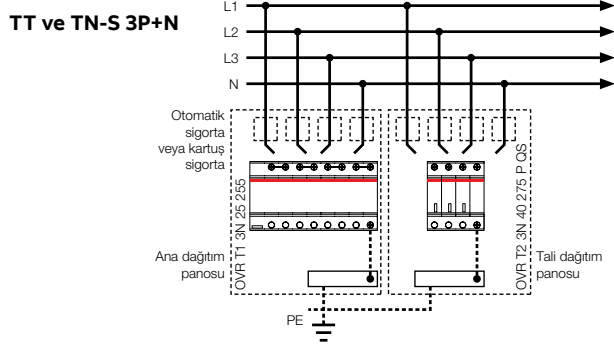 TT ve TN-S 3P+N
L1
L2
L3
N
Otomatik
sigorta
veya kartuş
sigorta
OVR T1 3N 25 255
OVR T2 3N 40 275 P QS
Ana dağıtım
panosu
Tali dağıtım
panosu
PE